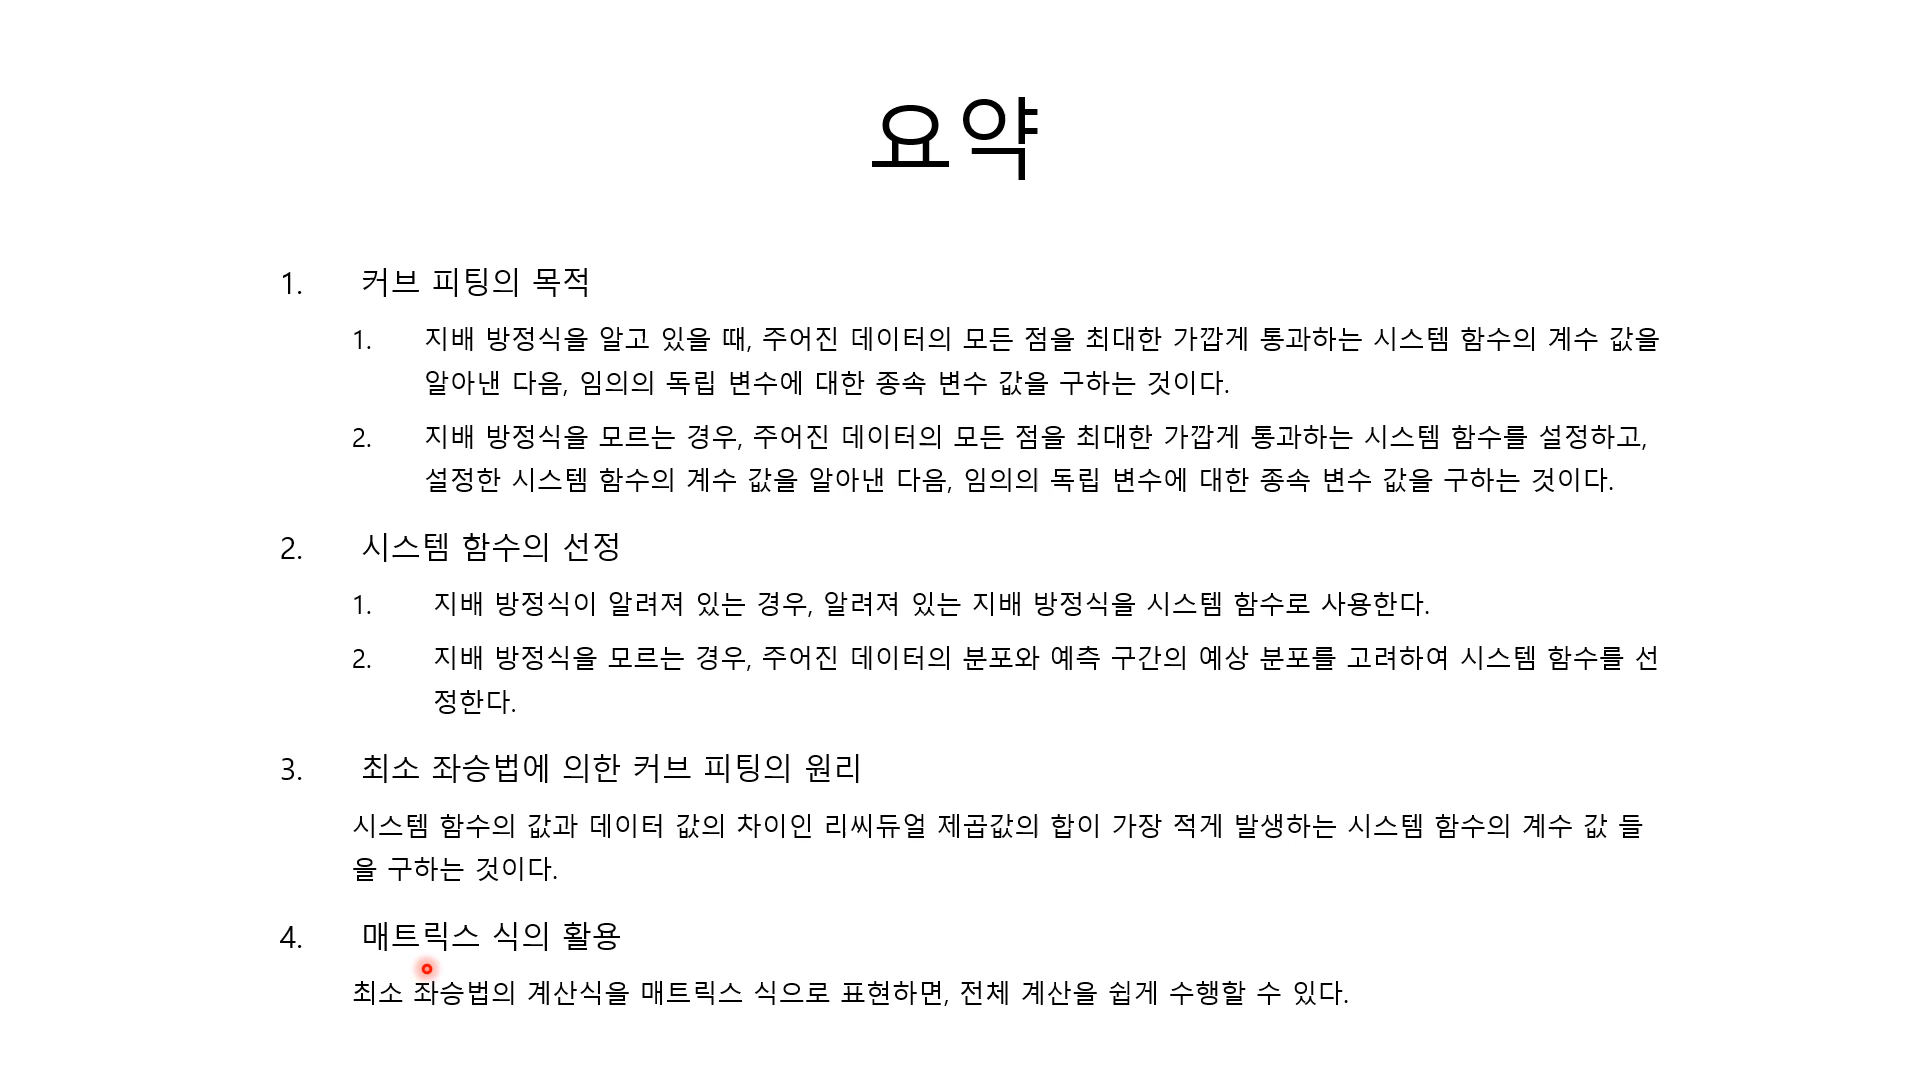 요약
1. 커브 피팅의 목적
1. 지배 방정식을 알고 있을 때, 주어진 데이터의 모든 점을 최대한 가깝게 통과하는 시스템 함수의 계수 값을
알아낸 다음, 임의의 독립 변수에 대한 종속 변수 값을 구하는 것이다.
2. 지배 방정식을 모르는 경우, 주어진 데이터의 모든 점을 최대한 가깝게 통과하는 시스템 함수를 설정하고,
설정한 시스템 함수의 계수 값을 알아낸 다음, 임의의 독립 변수에 대한 종속 변수 값을 구하는 것이다.
2. 시스템 함수의 선정
1. 지배 방정식이 알려져 있는 경우, 알려져 있는 지배 방정식을 시스템 함수로 사용한다.
2. 지배 방정식을 모르는 경우, 주어진 데이터의 분포와 예측 구간의 예상 분포를 고려하여 시스템 함수를 선
정한다.
3. 최소 좌승법에 의한 커브 피팅의 원리
시스템 함수의 값과 데이터 값의 차이인 리씨듀얼 제곱값의 합이 가장 적게 발생하는 시스템 함수의 계수 값 들
을 구하는 것이다.
4. 매트릭스 식의 활용
최소 좌승법의 계산식을 매트릭스 식으로 표현하면, 전체 계산을 쉽게 수행할 수 있다.